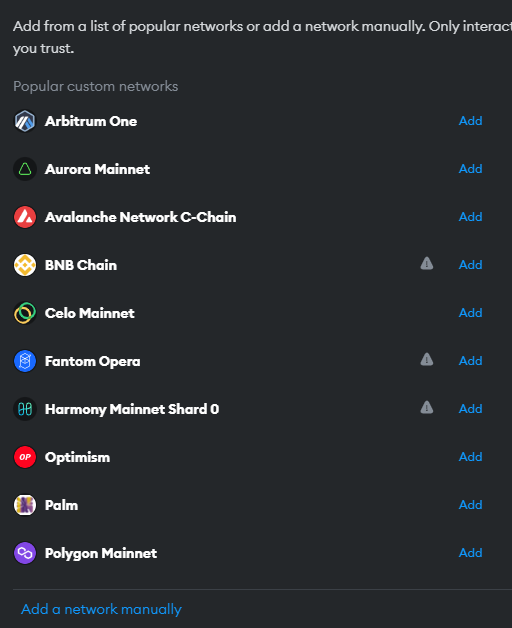 Add from a list of popular networks or add a network manually. Only interact
you trust.
Popular custom networks
Arbitrum One Add
Aurora Mainnet Add
Avalanche Network C-Chain Add
BNB Chain Add
Celo Mainnet Add
Fantom Opera Add
Harmony Mainnet Shard 0 Add
OP Optimism Add
Palm Add
Polygon Mainnet Add
Add a network manually